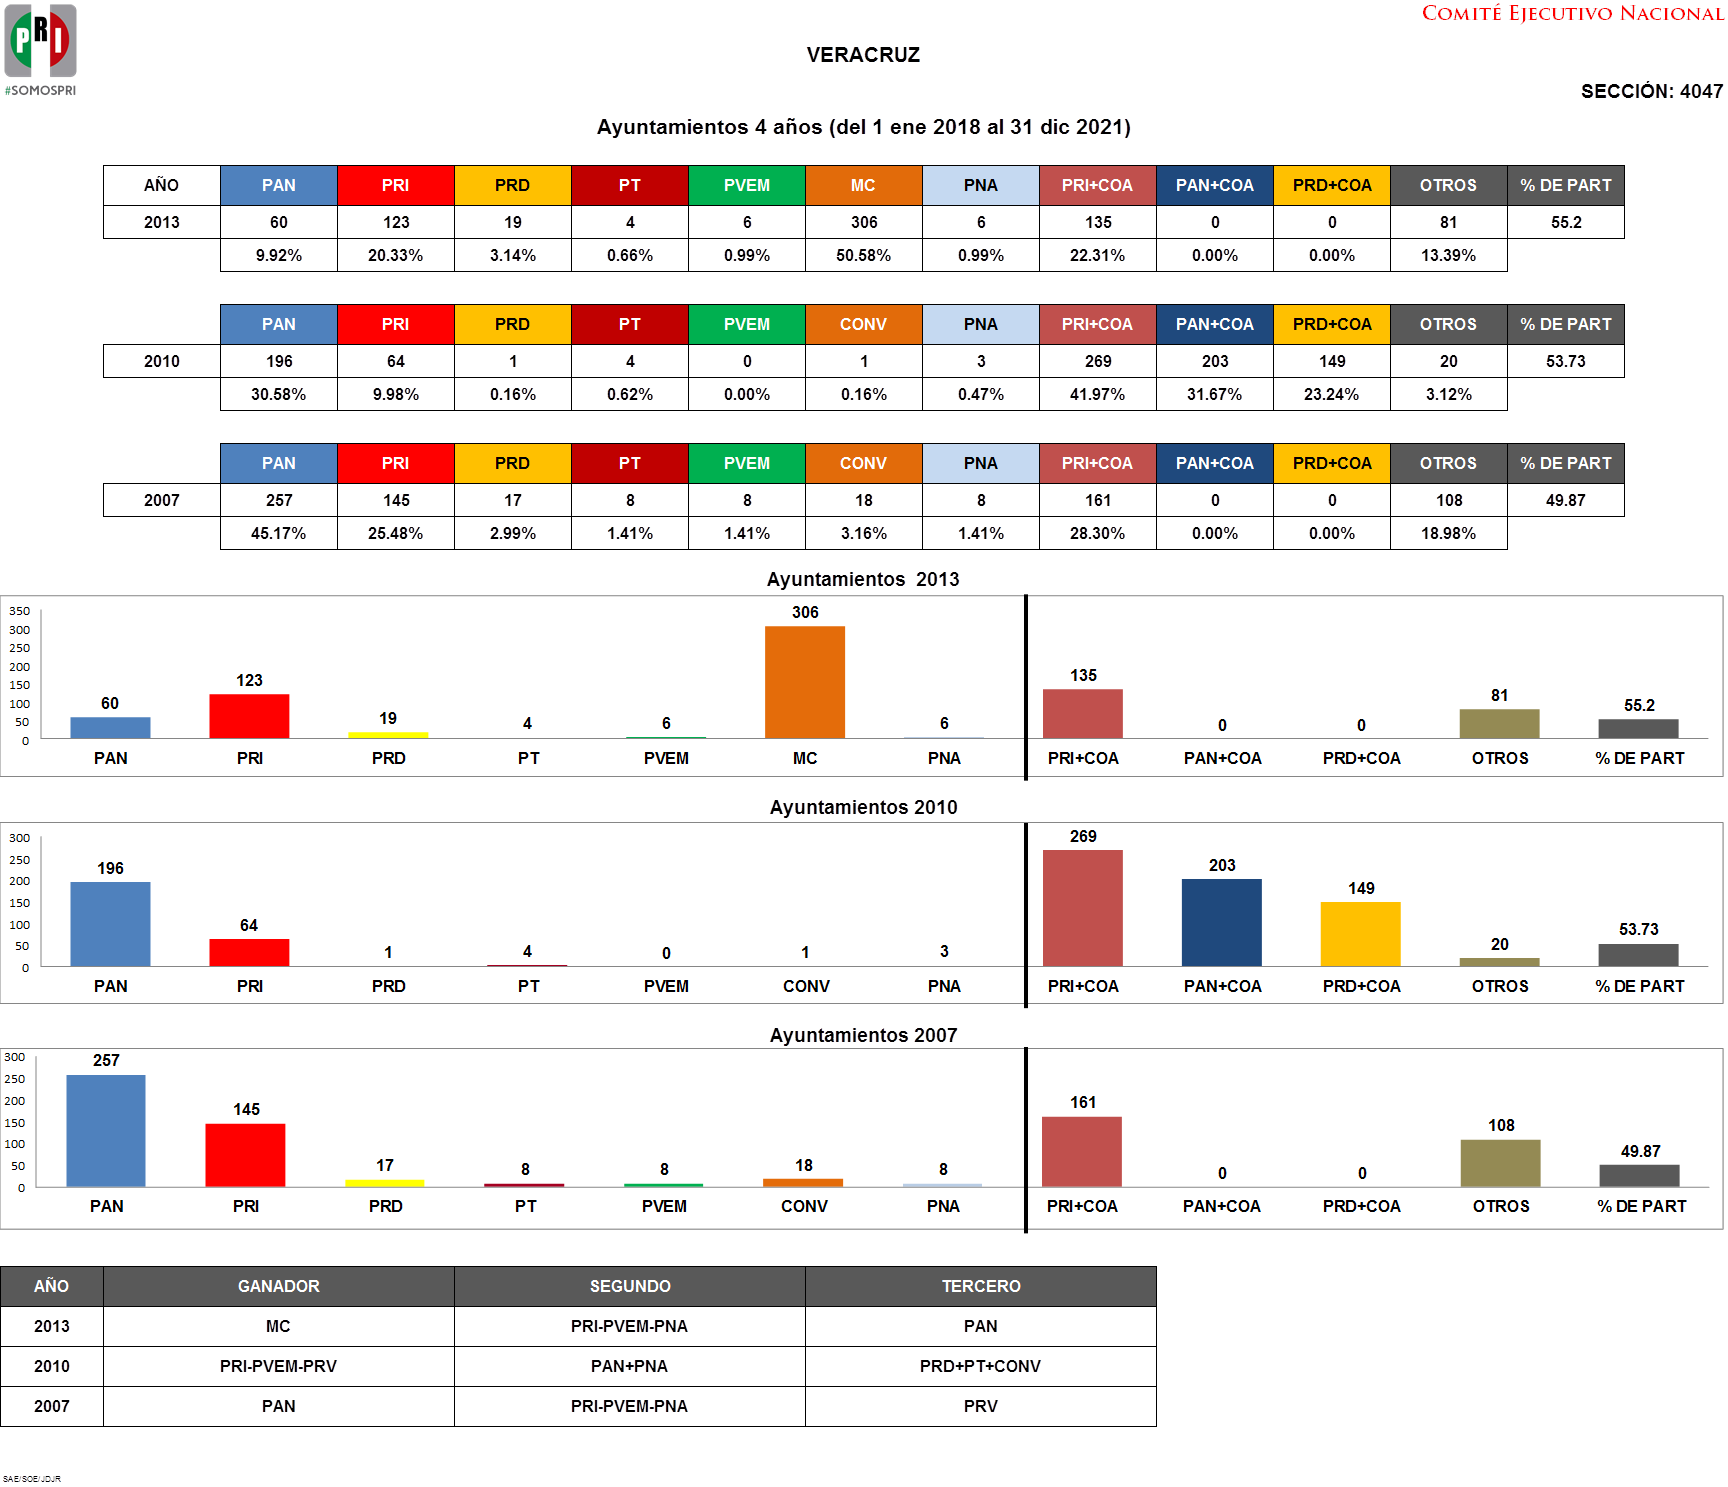 PRI
#SOMOSPRI
COMITÉ EJECUTIVO NACIONAL
VERACRUZ
SECCIÓN: 4047
Ayuntamientos 4 años (del 1 ene 2018 al 31 dic 2021)
AÑO PAN PRI PRD PT PVEM MC PNA PRI+COA PAN+COA PRD+COA OTROS % DE PART
2013 60 123 19 4 6 306 6 135 0 0 81 55.2
9.92% 20.33% 3.14% 0.66% 0.99% 50.58% 0.99% 22.31% 0.00% 0.00% 13.39%
PAN PRI PRD PT PVEM CONV PNA PRI+COA PAN+COA PRD+COA OTROS % DE PART
2010 196 64 1 4 0 1 3 269 203 149 20 53.73
30.58% 9.98% 0.16% 0.62% 0.00% 0.16% 0.47% 41.97% 31.67% 23.24% 3.12%
PAN PRI PRD PT PVEM CONV PNA PRI+COA PAN+COA PRD+COA OTROS % DE PART
2007 257 145 17 8 8 18 8 161 0 0 108 49.87
45.17% 25.48% 2.99% 1.41% 1.41% 3.16% 1.41% 28.30% 0.00% 0.00% 18.98%
Ayuntamientos 2013
350
300
250
200
150
100
50
0
60 123 19 4 6 306 6 135 0 0 81 55.2
PAN PRI PRD PT PVEM MC PNA PRI+COA PAN+COA PRD+COA OTROS % DE PART
Ayuntamientos 2010
300
250
200
150
100
50
0
196 64 1 4 0 1 3 269 203 149 20 53.73
PAN PRI PRD PT PVEM CONV PNA PRI+COA PAN+COA PRD+COA OTROS % DE PART
Ayuntamientos 2007
300
250
200
150
100
50
0
257 145 17 8 8 18 8 161 0 0 108 49.87
PAN PRI PRD PT PVEM CONV PNA PRI+COA PAN+COA PRD+COA OTROS % DE PART
AÑO GANADOR SEGUNDO TERCERO
2013 MC PRI-PVEM-PNA PAN
2010 PRI-PVEM-PRV PAN+PNA PRD+PT+CONV
2007 PAN PRI-PVEM-PNA PRV
SAE/SOE/JDJR